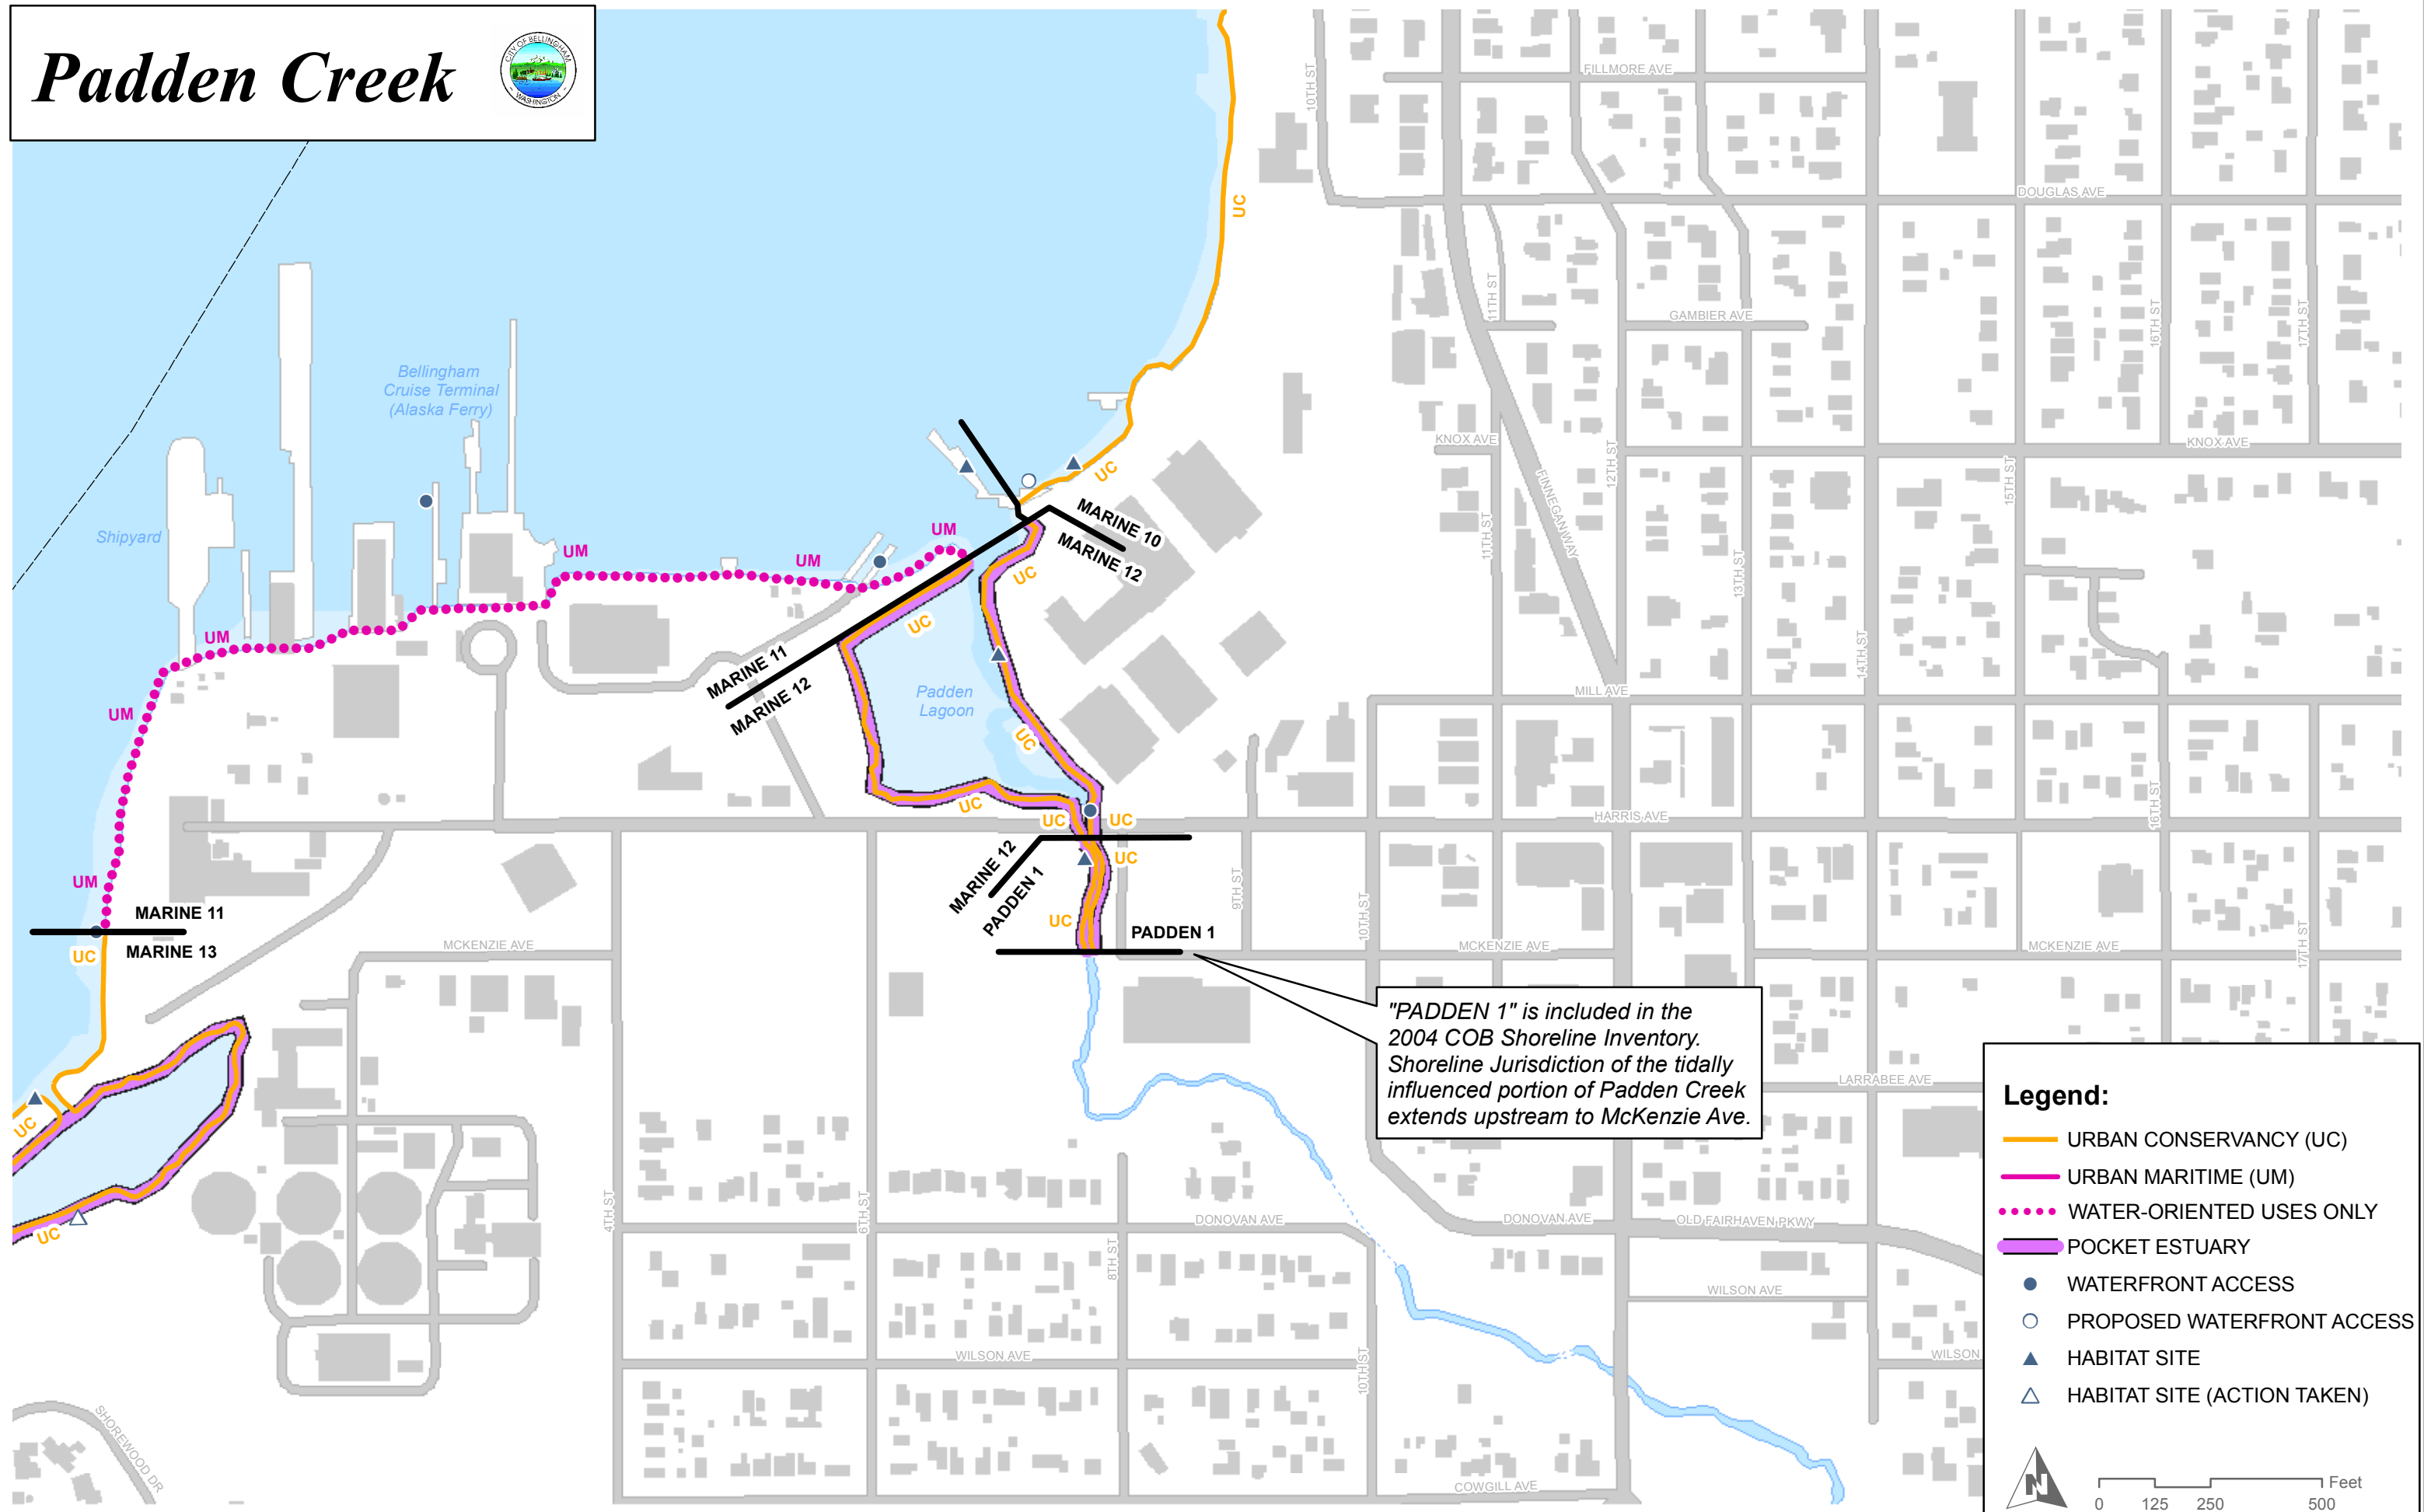 Padden Creek
CITY OF BELLINGHAM
WASHINGTON
10TH ST
FILLMORE AVE
UC
DOUGLAS AVE
11TH ST
GAMBIER AVE
16TH ST
17TH ST
Bellingham
Cruise Terminal
(Alaska Ferry)
KNOX AVE
12TH ST
KNOX AVE
15TH ST
FINNEGAN WAY
UC
Shipyard
MARINE 10
MARINE 12
UM
UM
UM
11TH ST
13TH ST
UC
UC
UM
14TH ST
MARINE 11
MARINE 12
Padden
Lagoon
MILL AVE
UM
UC
UC
UC
UC
HARRIS AVE
16TH ST
MARINE 12
PADDEN 1
UC
UM
9TH ST
10TH ST
MARINE 11
MARINE 13
UC
UC
PADDEN 1
MCKENZIE AVE
MCKENZIE AVE
MCKENZIE AVE
17TH ST
"PADDEN 1" is included in the
2004 COB Shoreline Inventory.
Shoreline Jurisdiction of the tidally
influenced portion of Padden Creek
extends upstream to McKenzie Ave.
LARRABEE AVE
UC
UC
4TH ST
6TH ST
DONOVAN AVE
DONOVAN AVE
OLD FAIRHAVEN PKWY
8TH ST
WILSON AVE
WILSON AVE
10TH ST
WILSON
SHOREWOOD DR
COWGILL AVE
Legend:
URBAN CONSERVANCY (UC)
URBAN MARITIME (UM)
WATER-ORIENTED USES ONLY
POCKET ESTUARY
WATERFRONT ACCESS
PROPOSED WATERFRONT ACCESS
HABITAT SITE
HABITAT SITE (ACTION TAKEN)
N
Feet
0 125 250 500